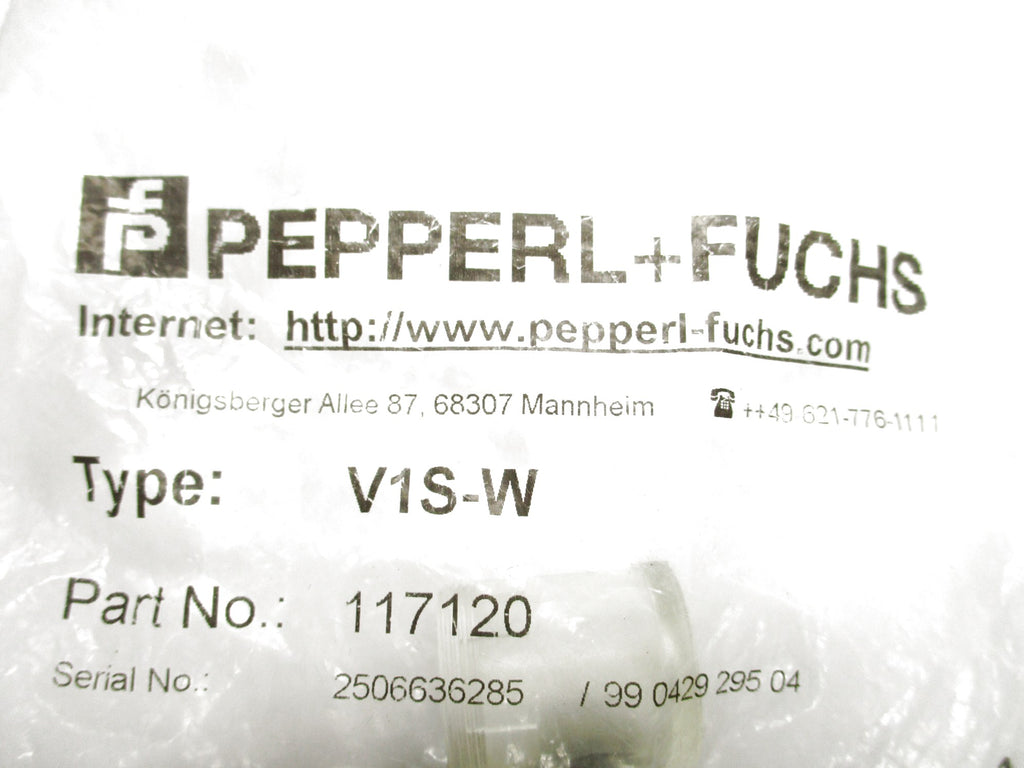 PEPPERL+FUCHS
Internet: http://www.pepperl-fuchs.com
Königsberger Allee 87, 68307 Mannheim ☎ ++49 621-776-1111
Type: V1S-W
Part No.: 117120
Serial No.: 2506636285 / 99 0429 295 04